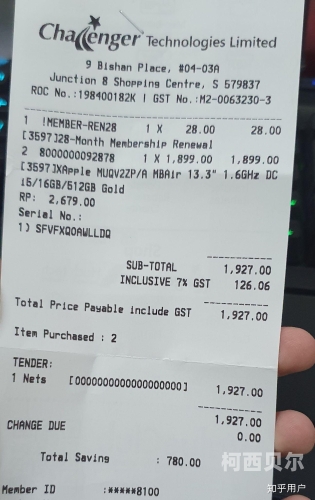 Challenger Technologies Limited
9 Bishan Place, #04-03A
Junction 8 Shopping Centre, S 579837
ROC No.:198400182K | GST No.:M2-0063230-3
1 !MEMBER-REN28 1 X 28.00 28.00
[3597]28-Month Membership Renewal
2 8000000092878 1 X 1,899.00 1,899.00
[3597]XApple MUQV2ZP/A MBAir 13.3" 1.6GHz DC
i5/16GB/512GB Gold
RP: 2,679.00
Serial No.:
1) SFVFXQOAWLLDQ
SUB-TOTAL 1,927.00
INCLUSIVE 7% GST 126.06
Total Price Payable include GST 1,927.00
Item Purchased : 2
TENDER:
1 Nets [0000000000000000000] 1,927.00
1,927.00
CHANGE DUE 0.00
Total Saving : 780.00
Member ID :*****8100
柯西贝尔
知乎用户